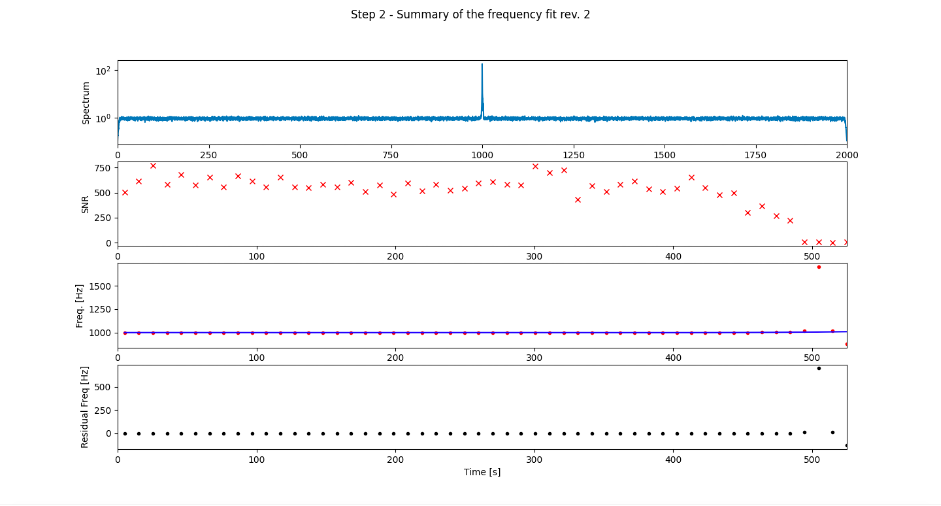 Step 2 - Summary of the frequency fit rev. 2
Spectrum
10²
10⁰
0 250 500 750 1000 1250 1500 1750 2000
SNR
750
500
250
0
0 100 200 300 400 500
Freq. [Hz]
1500
1250
1000
0 100 200 300 400 500
Residual Freq [Hz]
500
250
0
0 100 200 300 400 500
Time [s]